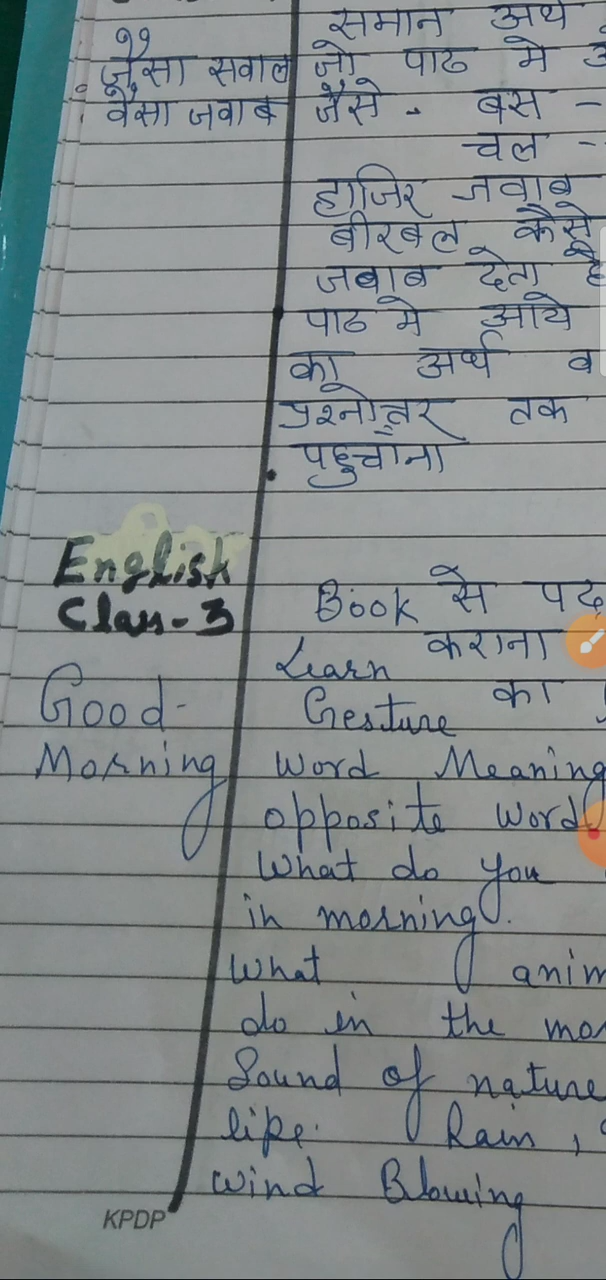 ११ समान अर्थ
जैसा सवाल जो पाठ मे
वैसा जवाब जैसे - बस -
चल -
हाजिर जवाब
बीरबल कैसे
जबाब देता है
पाठ मे आये
का अर्थ व
प्रश्नोत्तर तक
पहुचाना
English
Class-3 Book से पढ़
Learn कराना
Good- Gesture का
Morning Word Meaning
opposite word
What do you
in morning.
What anim
do in the mor
Sound of nature
like. Rain,
wind Blowing
KPDP